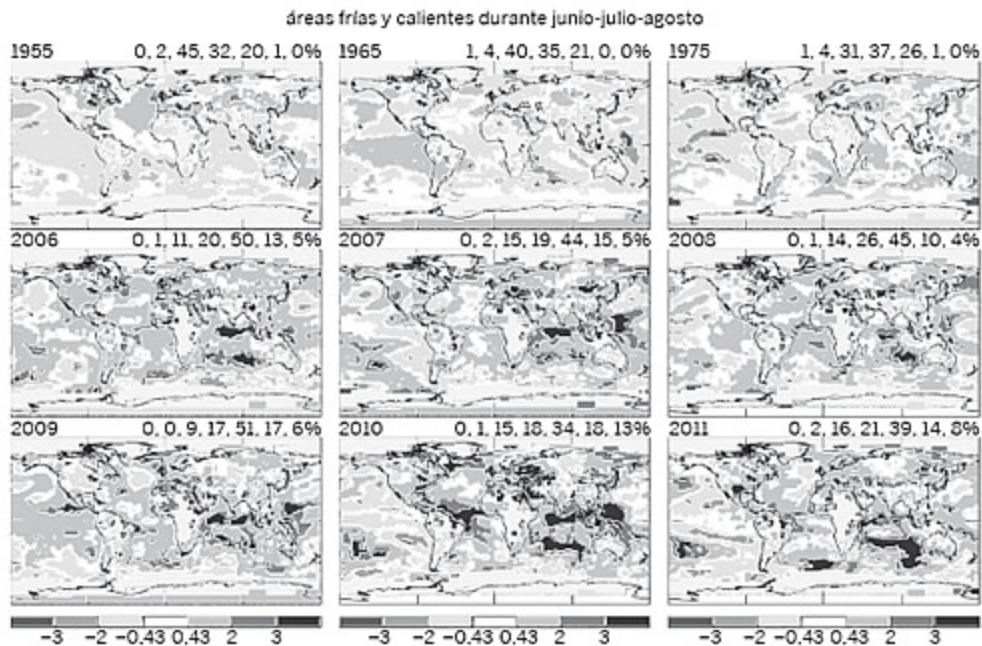 áreas frías y calientes durante junio-julio-agosto
1955 0, 2, 45, 32, 20, 1, 0% 1965 1, 4, 40, 35, 21, 0, 0% 1975 1, 4, 31, 37, 26, 1, 0%
2006 0, 1, 11, 20, 50, 13, 5% 2007 0, 2, 15, 19, 44, 15, 5% 2008 0, 1, 14, 26, 45, 10, 4%
2009 0, 0, 9, 17, 51, 17, 6% 2010 0, 1, 15, 18, 34, 18, 13% 2011 0, 2, 16, 21, 39, 14, 8%
−3 −2 −0,43 0,43 2 3 −3 −2 −0,43 0,43 2 3 −3 −2 −0,43 0,43 2 3